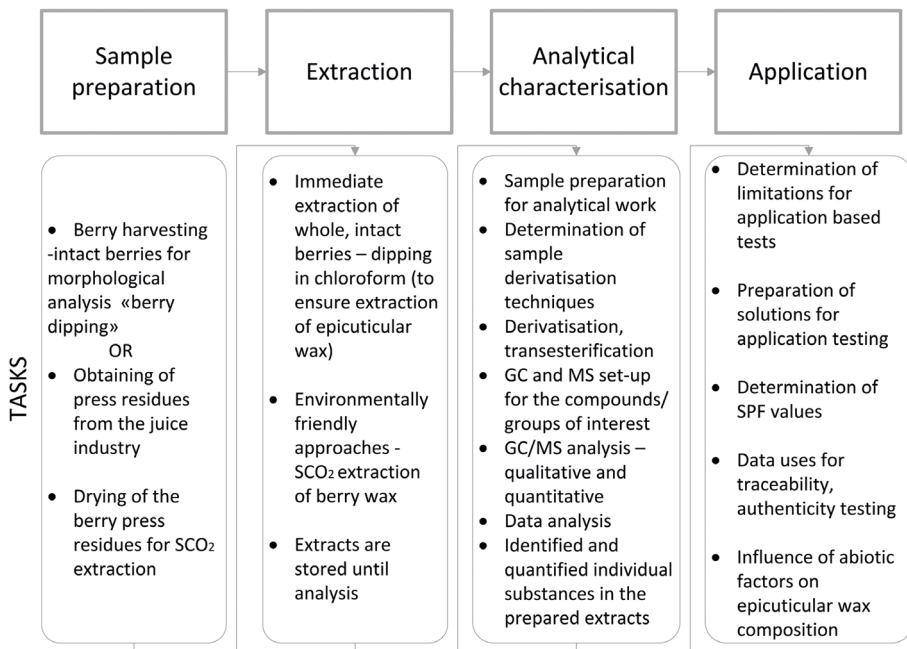 Sample
preparation
Extraction
Analytical
characterisation
Application
TASKS
• Berry harvesting
-intact berries for
morphological
analysis «berry
dipping»
OR
• Obtaining of
press residues
from the juice
industry
• Drying of the
berry press
residues for SCO₂
extraction
• Immediate
extraction of
whole, intact
berries – dipping
in chloroform (to
ensure extraction
of epicuticular
wax)
• Environmentally
friendly
approaches -
SCO₂ extraction
of berry wax
• Extracts are
stored until
analysis
• Sample preparation
for analytical work
• Determination of
sample
derivatisation
techniques
• Derivatisation,
transesterification
• GC and MS set-up
for the compounds/
groups of interest
• GC/MS analysis –
qualitative and
quantitative
• Data analysis
• Identified and
quantified individual
substances in the
prepared extracts
• Determination of
limitations for
application based
tests
• Preparation of
solutions for
application testing
• Determination of
SPF values
• Data uses for
traceability,
authenticity testing
• Influence of abiotic
factors on
epicuticular wax
composition